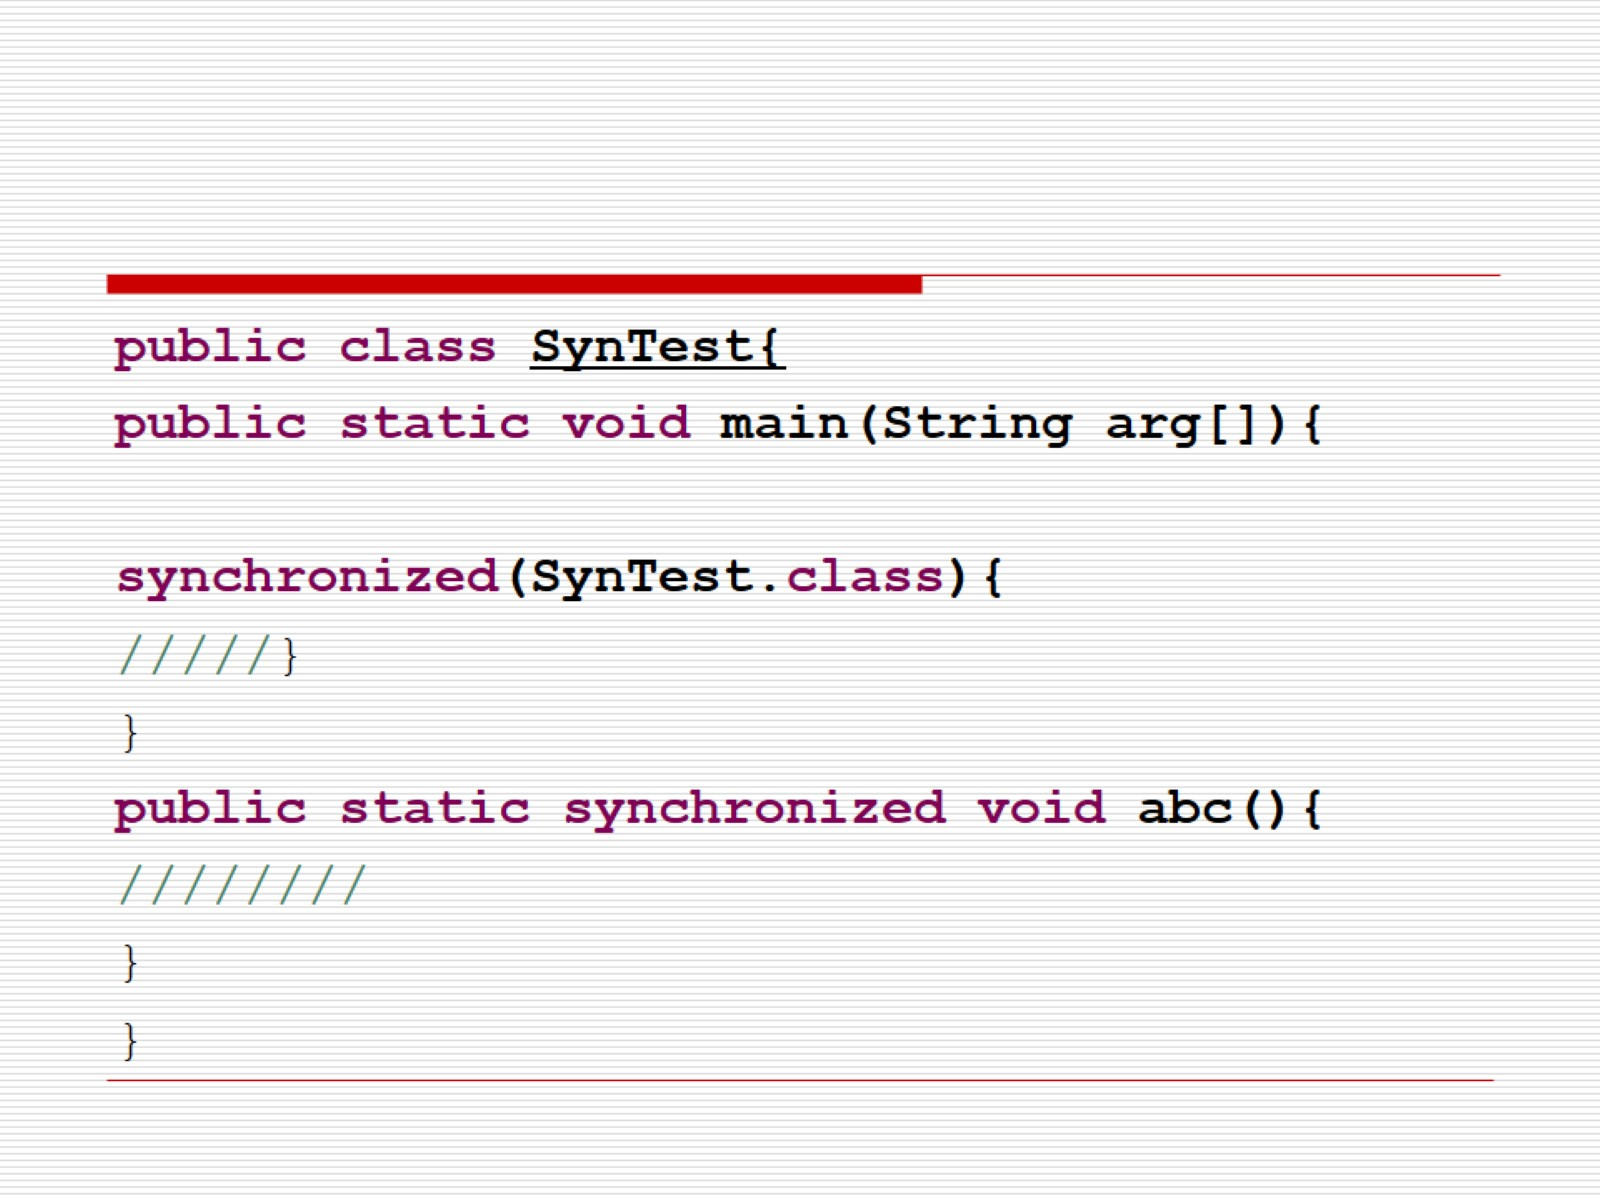 public class SynTest{
public static void main(String arg[]){
synchronized(SynTest.class){
/////}
}
public static synchronized void abc(){
////////
}
}